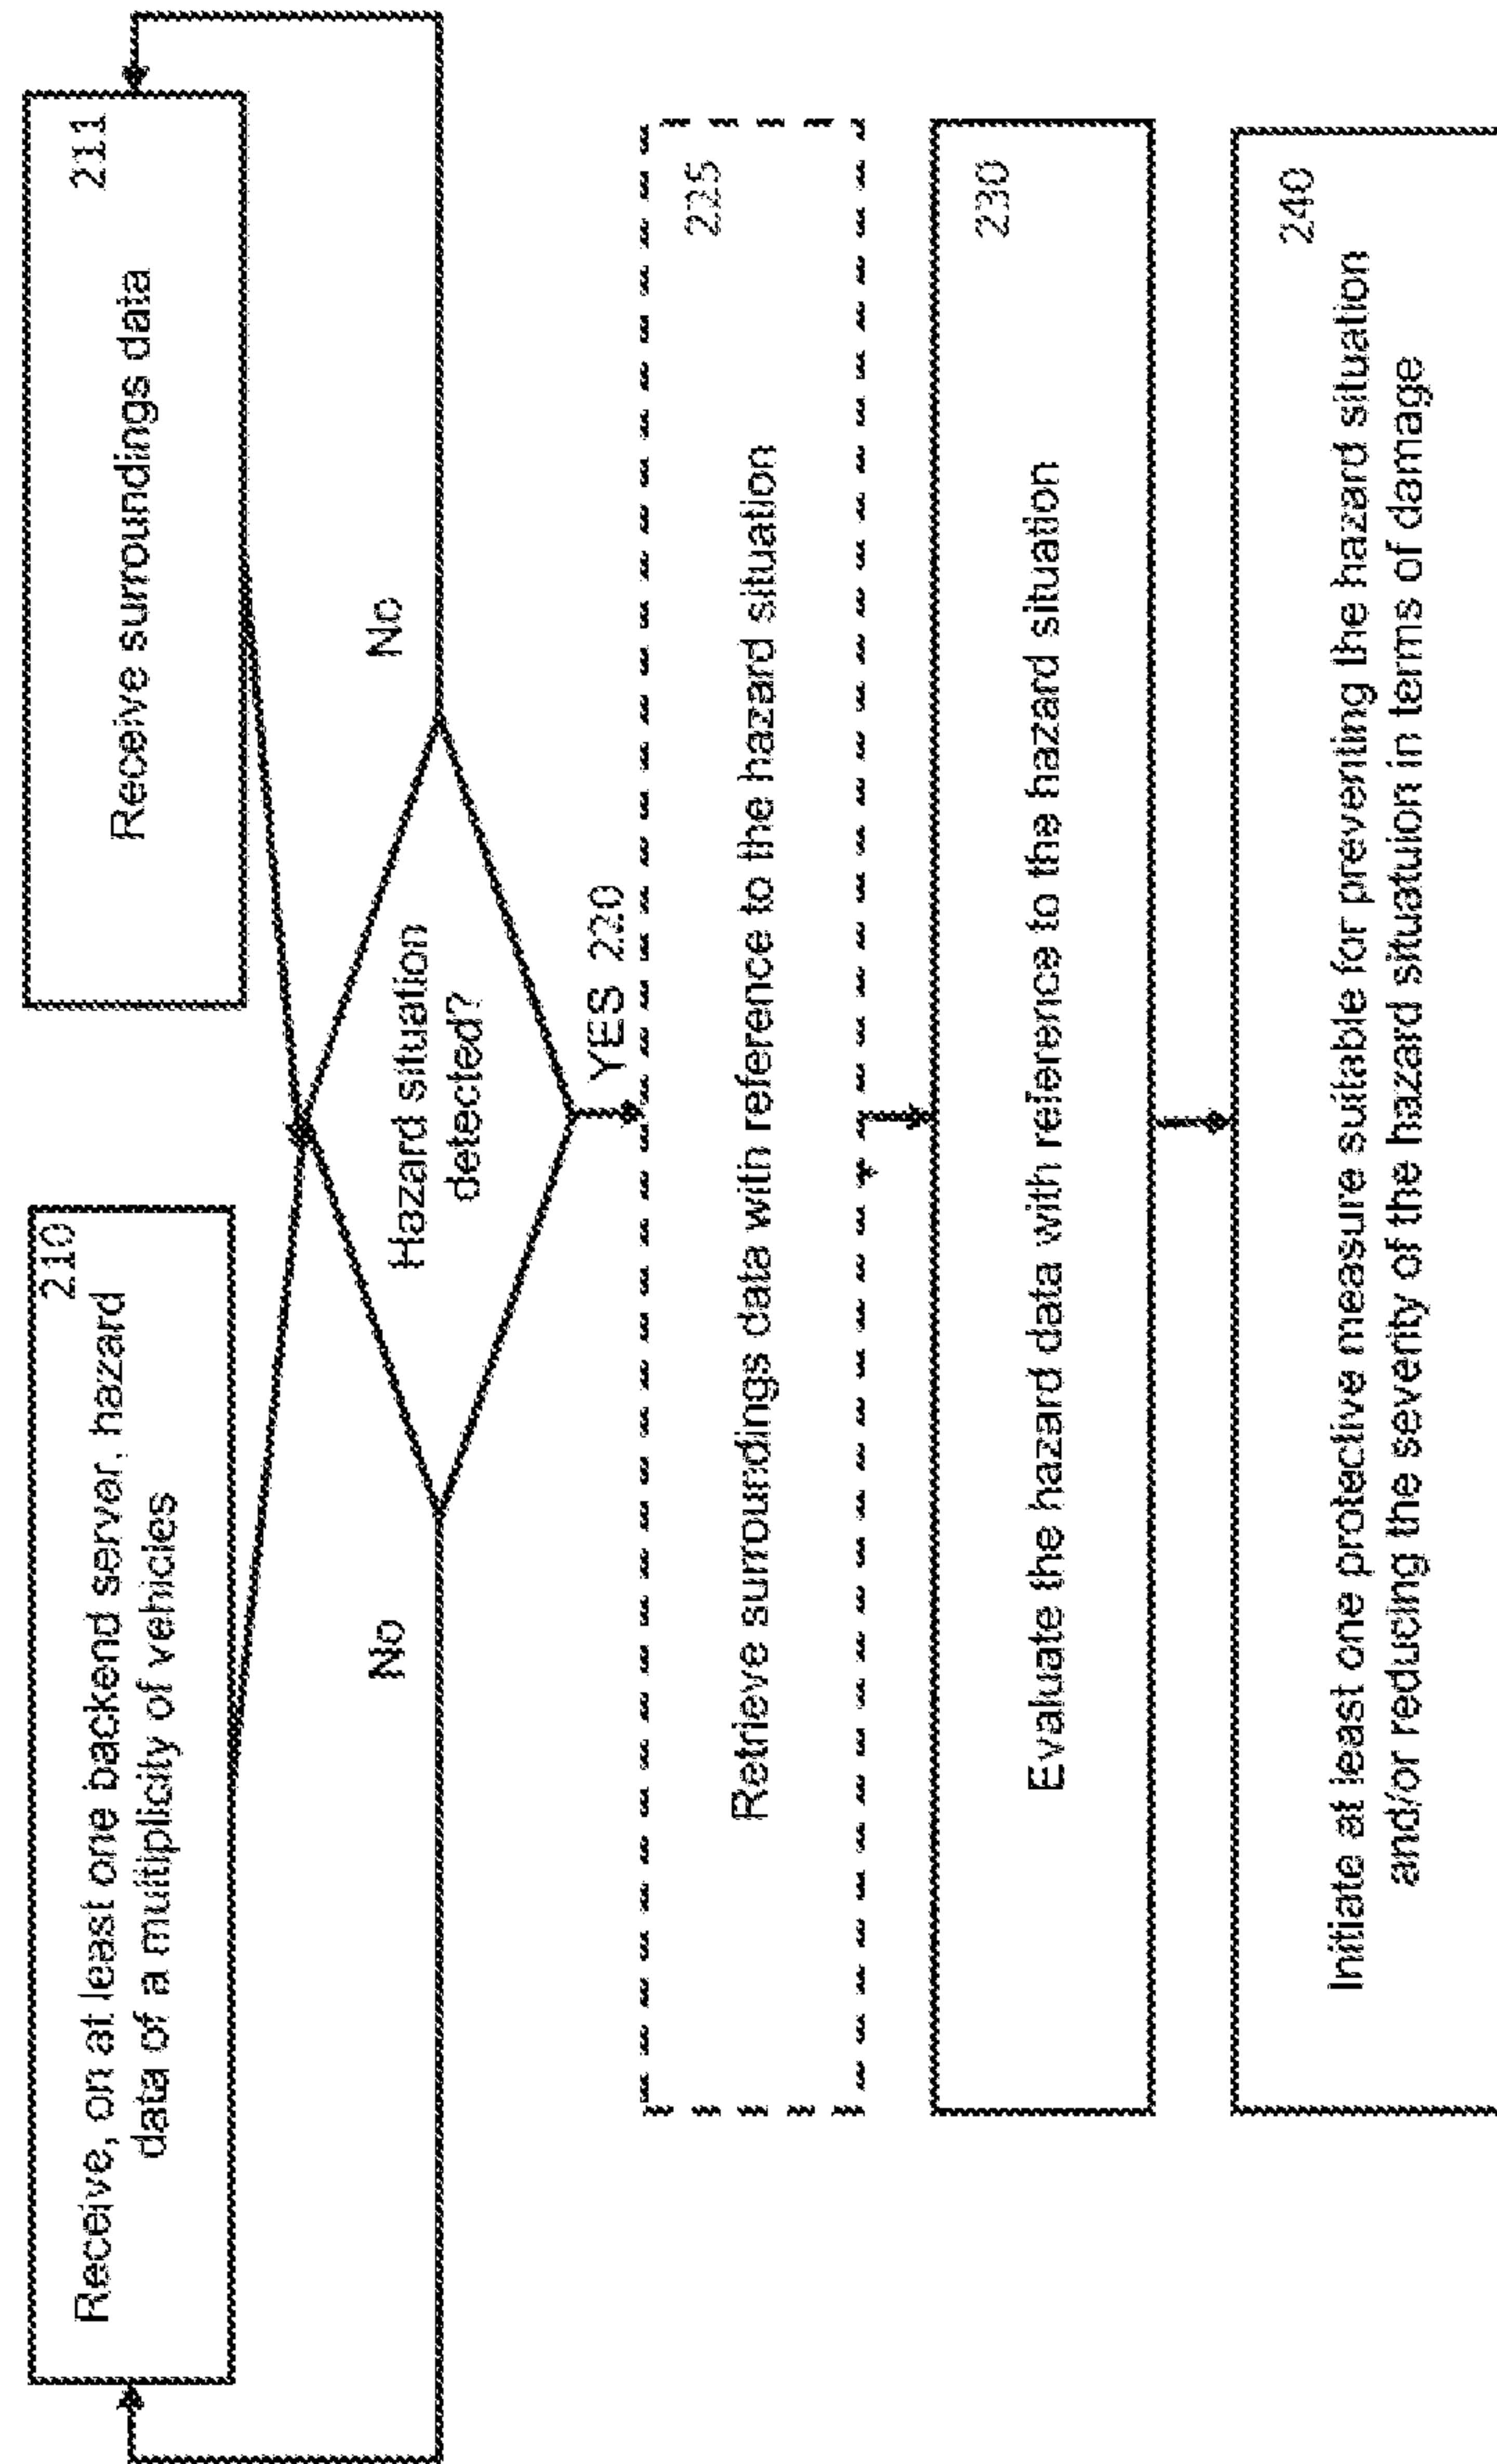 210
Receive, on at least one backend server, hazard
data of a multiplicity of vehicles
211
Receive surroundings data
No
Hazard situation
detected?
No
YES 220
225
Retrieve surroundings data with reference to the hazard situation
230
Evaluate the hazard data with reference to the hazard situation
240
Initiate at least one protective measure suitable for preventing the hazard situation
and/or reducing the severity of the hazard situatuion in terms of damage